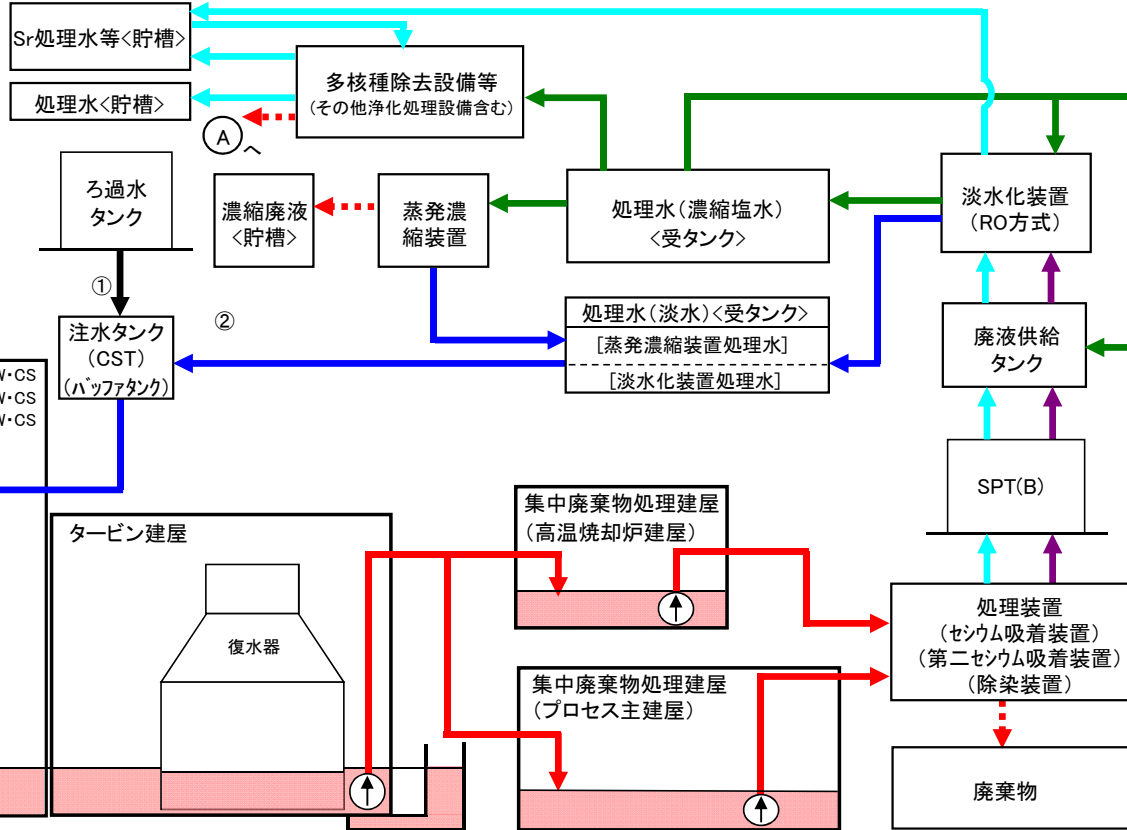 Sr処理水等<貯槽>
多核種除去設備等
(その他浄化処理設備含む)
処理水<貯槽>
A
へ
ろ過水
タンク
濃縮廃液
<貯槽>
蒸発濃
縮装置
処理水(濃縮塩水)
<受タンク>
淡水化装置
(RO方式)
①
②
注水タンク
(CST)
(バッファタンク)
処理水(淡水)<受タンク>
[蒸発濃縮装置処理水]
[淡水化装置処理水]
廃液供給
タンク
W・CS
W・CS
W・CS
SPT(B)
タービン建屋
復水器
集中廃棄物処理建屋
(高温焼却炉建屋)
集中廃棄物処理建屋
(プロセス主建屋)
処理装置
(セシウム吸着装置)
(第二セシウム吸着装置)
(除染装置)
廃棄物